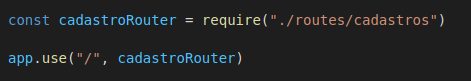 const cadastroRouter = require("./routes/cadastros")
app.use("/", cadastroRouter)